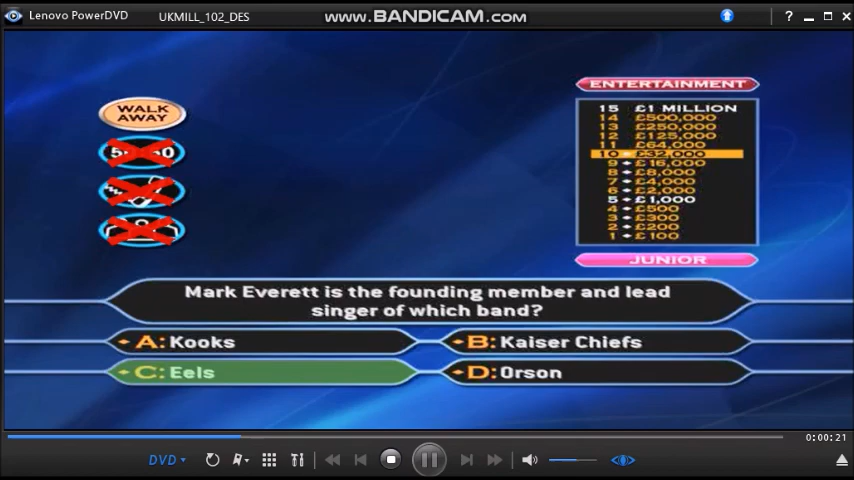 Lenovo PowerDVD
UKMILL_102_DES
www.BANDICAM.com
?
WALK
AWAY
ENTERTAINMENT
15 £1 MILLION
14 £500,000
13 £250,000
12 £125,000
11 £64,000
10 £32,000
9 £16,000
8 £8,000
7 £4,000
6 £2,000
5 £1,000
4 £500
3 £300
2 £200
1 £100
JUNIOR
Mark Everett is the founding member and lead
singer of which band?
A: Kooks
B: Kaiser Chiefs
C: Eels
D: Orson
0:00:21
DVD